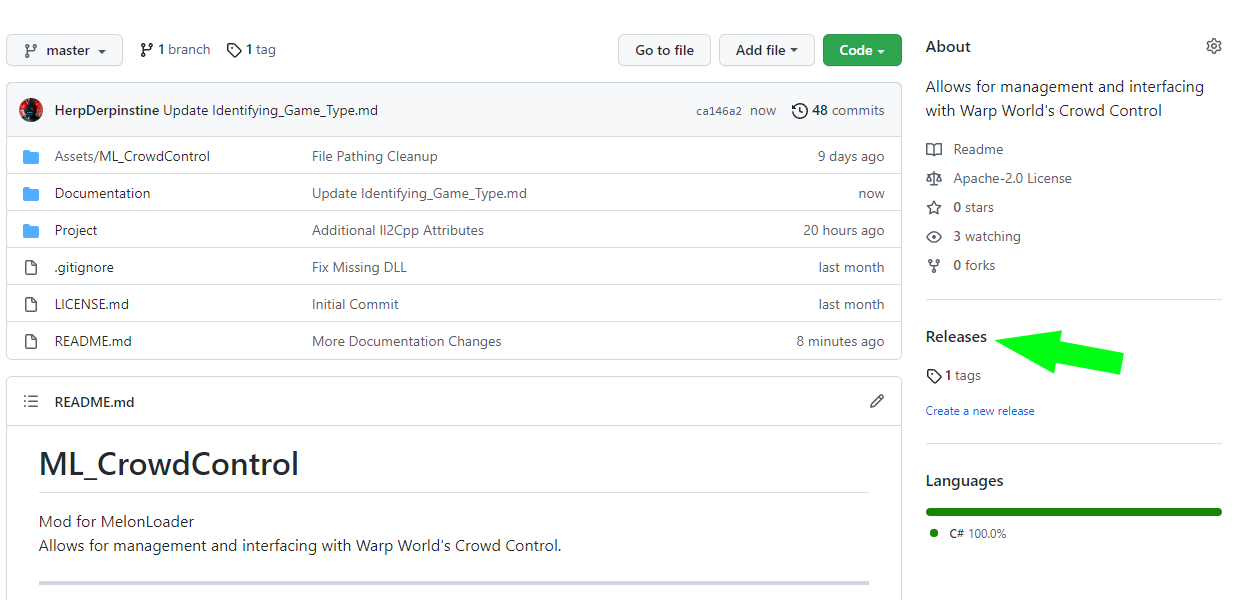 master 1 branch 1 tag Go to file Add file Code
HerpDerpinstine Update Identifying_Game_Type.md ca146a2 now 48 commits
Assets/ML_CrowdControl File Pathing Cleanup 9 days ago
Documentation Update Identifying_Game_Type.md now
Project Additional Il2Cpp Attributes 20 hours ago
.gitignore Fix Missing DLL last month
LICENSE.md Initial Commit last month
README.md More Documentation Changes 8 minutes ago
README.md
ML_CrowdControl
Mod for MelonLoader
Allows for management and interfacing with Warp World's Crowd Control.
About
Allows for management and interfacing
with Warp World's Crowd Control
Readme
Apache-2.0 License
0 stars
3 watching
0 forks
Releases
1 tags
Create a new release
Languages
C# 100.0%